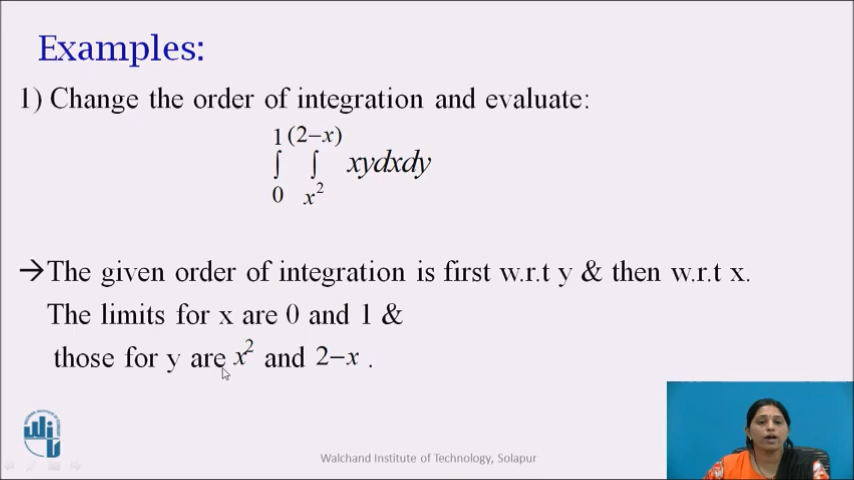 Examples:
1) Change the order of integration and evaluate:
1 (2−x)
∫ ∫ xydxdy
0 x²
→The given order of integration is first w.r.t y & then w.r.t x.
The limits for x are 0 and 1 &
those for y are x² and 2−x .
Walchand Institute of Technology, Solapur